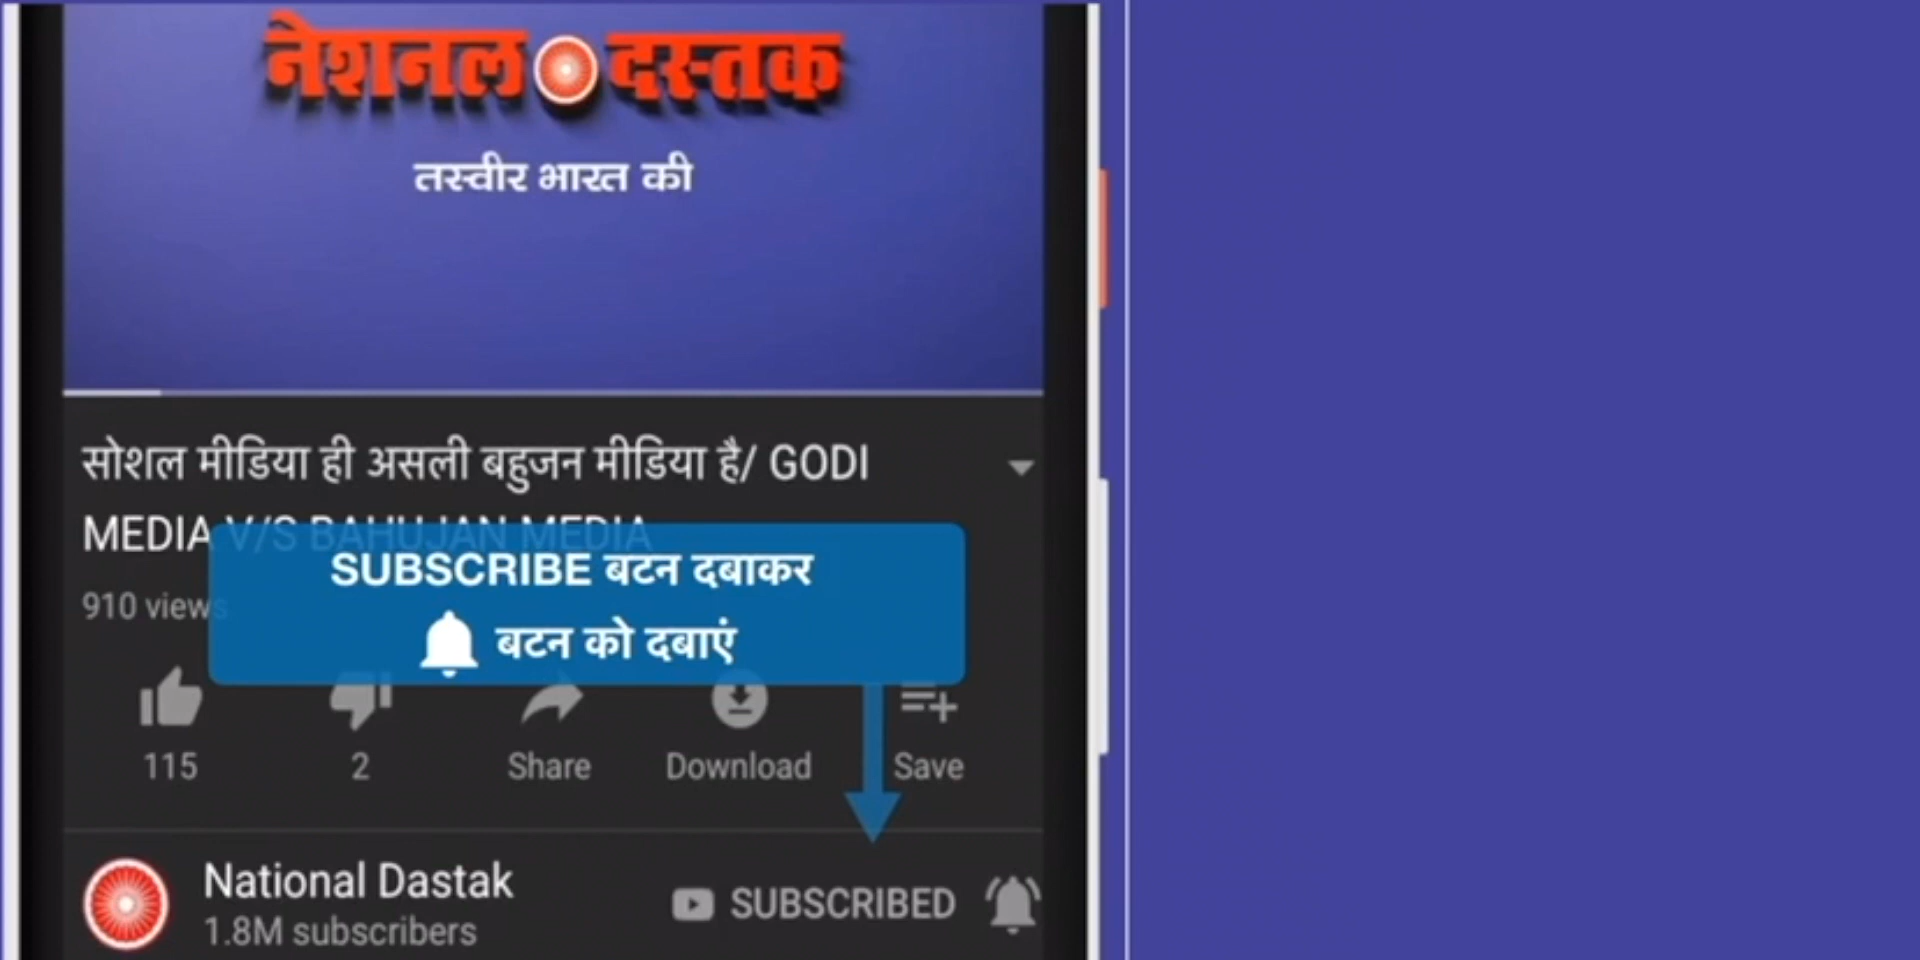 नेशनल दस्तक
तस्वीर भारत की
सोशल मीडिया ही असली बहुजन मीडिया है/ GODI
MEDIA V/S BAHUJAN MEDIA
SUBSCRIBE बटन दबाकर
बटन को दबाएं
910 views
115
2
Share
Download
Save
National Dastak
1.8M subscribers
SUBSCRIBED